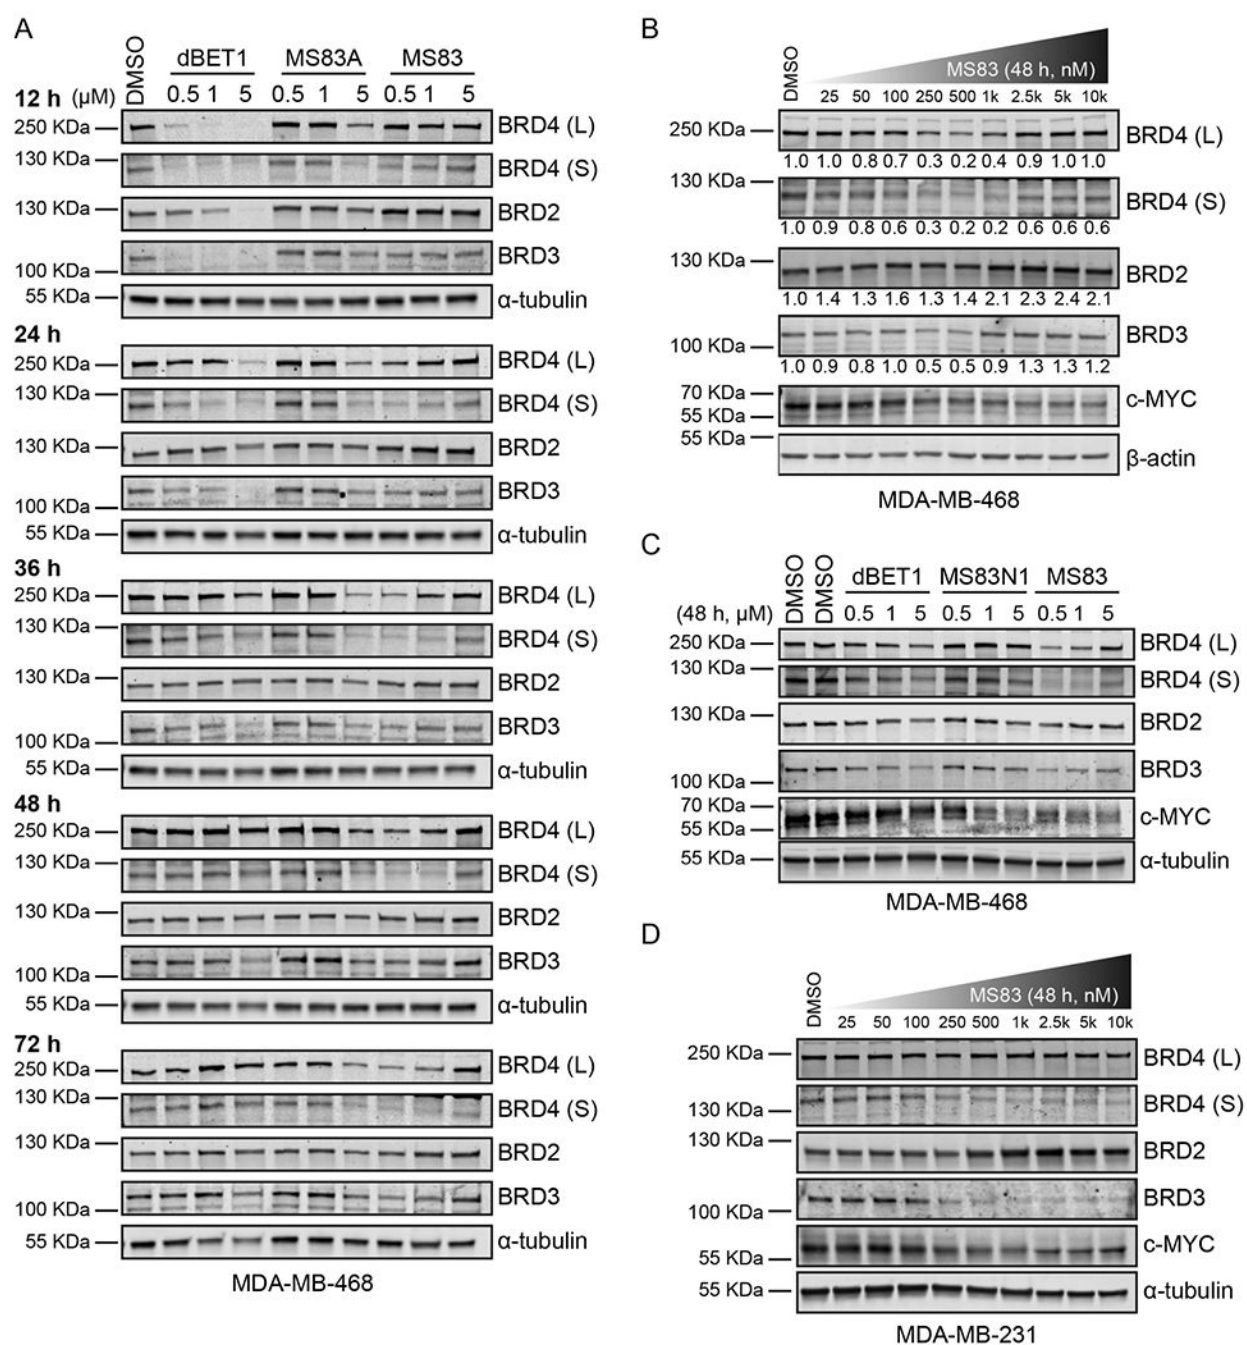 A
DMSO
dBET1 MS83A MS83
12 h (μM) 0.5 1 5 0.5 1 5 0.5 1 5
250 KDa BRD4 (L)
130 KDa BRD4 (S)
130 KDa BRD2
100 KDa BRD3
55 KDa α-tubulin
24 h
250 KDa BRD4 (L)
130 KDa BRD4 (S)
130 KDa BRD2
100 KDa BRD3
55 KDa α-tubulin
36 h
250 KDa BRD4 (L)
130 KDa BRD4 (S)
130 KDa BRD2
100 KDa BRD3
55 KDa α-tubulin
48 h
250 KDa BRD4 (L)
130 KDa BRD4 (S)
130 KDa BRD2
100 KDa BRD3
55 KDa α-tubulin
72 h
250 KDa BRD4 (L)
130 KDa BRD4 (S)
130 KDa BRD2
100 KDa BRD3
55 KDa α-tubulin
MDA-MB-468
B
DMSO
MS83 (48 h, nM)
25 50 100 250 500 1k 2.5k 5k 10k
250 KDa BRD4 (L)
1.0 1.0 0.8 0.7 0.3 0.2 0.4 0.9 1.0 1.0
130 KDa BRD4 (S)
1.0 0.9 0.8 0.6 0.3 0.2 0.2 0.6 0.6 0.6
130 KDa BRD2
1.0 1.4 1.3 1.6 1.3 1.4 2.1 2.3 2.4 2.1
100 KDa BRD3
1.0 0.9 0.8 1.0 0.5 0.5 0.9 1.3 1.3 1.2
70 KDa c-MYC
55 KDa
55 KDa
β-actin
MDA-MB-468
C
DMSO DMSO
dBET1 MS83N1 MS83
(48 h, μM) 0.5 1 5 0.5 1 5 0.5 1 5
250 KDa BRD4 (L)
130 KDa BRD4 (S)
130 KDa BRD2
100 KDa BRD3
70 KDa c-MYC
55 KDa
55 KDa α-tubulin
MDA-MB-468
D
DMSO
MS83 (48 h, nM)
25 50 100 250 500 1k 2.5k 5k 10k
250 KDa BRD4 (L)
130 KDa BRD4 (S)
130 KDa BRD2
100 KDa BRD3
55 KDa c-MYC
55 KDa α-tubulin
MDA-MB-231